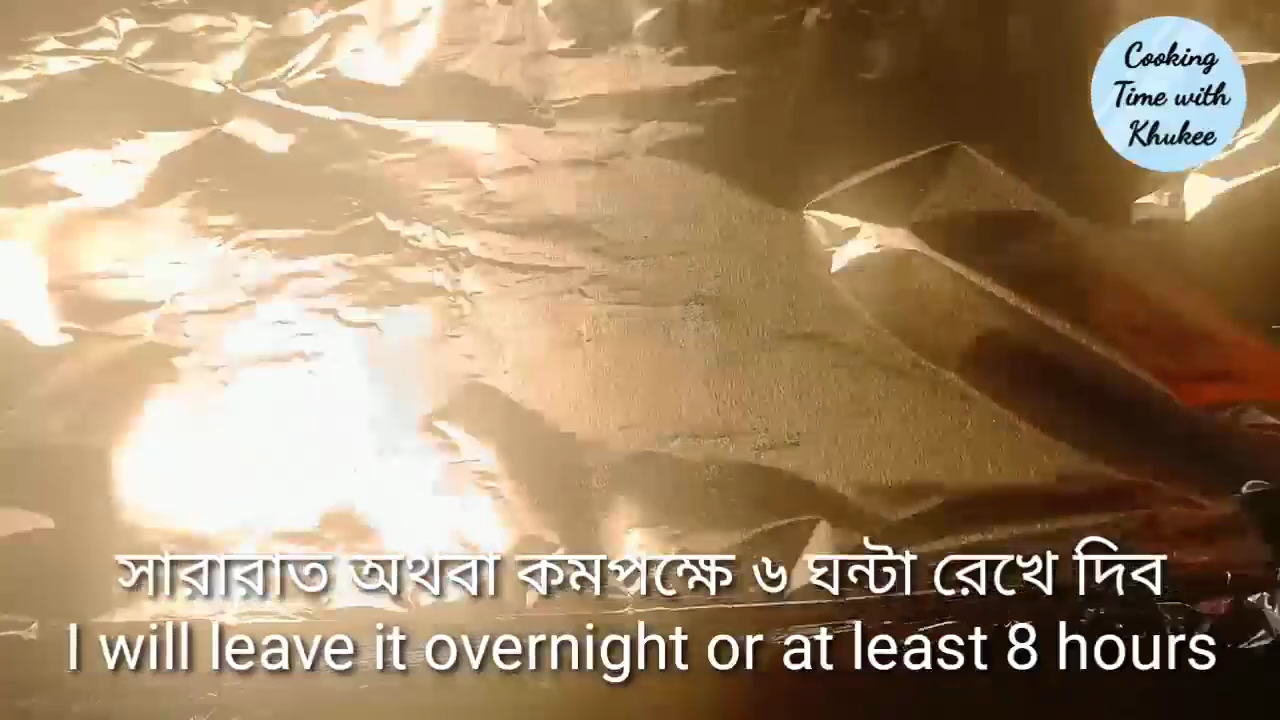 Cooking
Time with
Khukee
সারারাত অথবা কমপক্ষে ৬ ঘন্টা রেখে দিব
I will leave it overnight or at least 8 hours